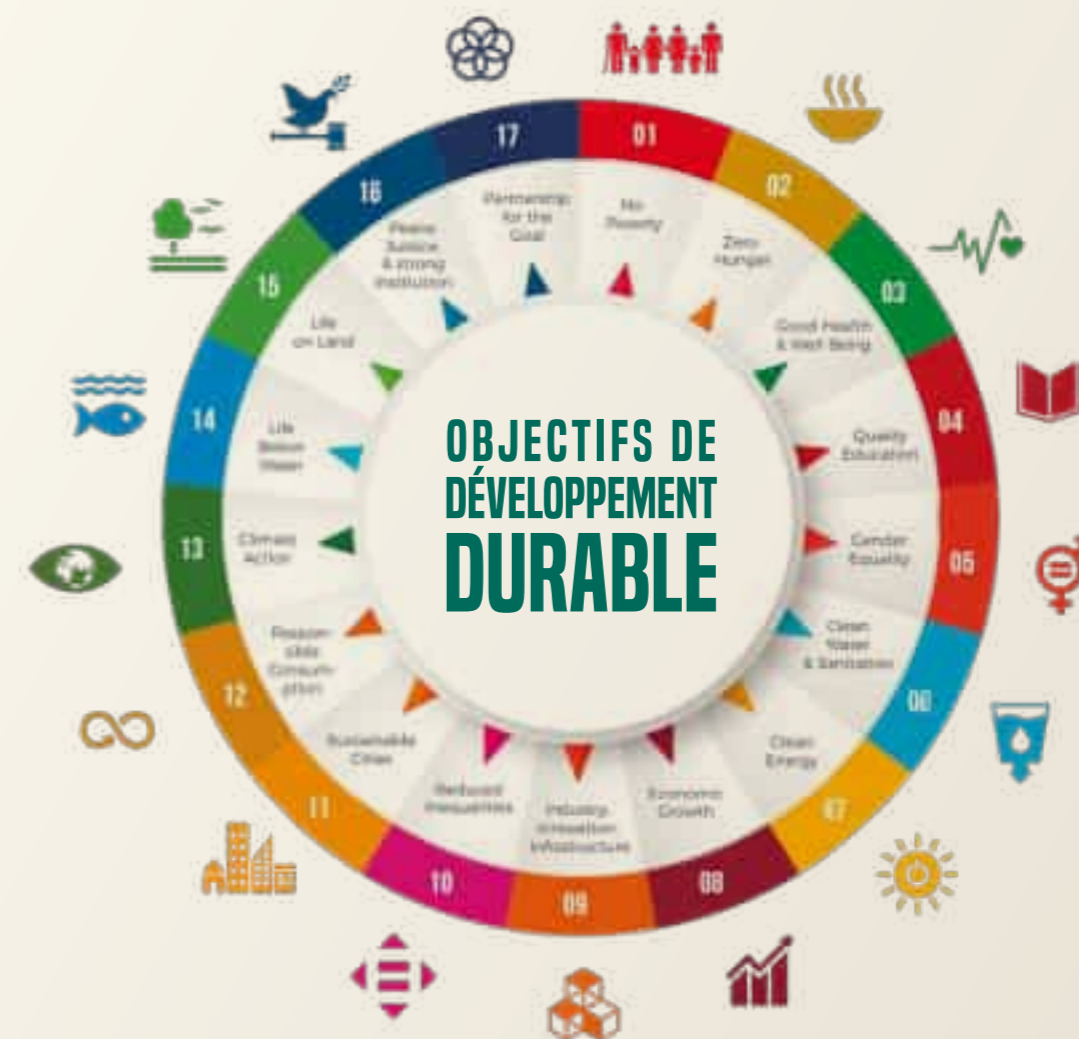 OBJECTIFS DE
DÉVELOPPEMENT
DURABLE
01
No
Poverty
02
Zero
Hunger
03
Good Health
& Well Being
04
Quality
Education
05
Gender
Equality
06
Clean
Water
& Sanitation
07
Clean
Energy
08
Economic
Growth
09
Industry,
Innovation
Infrastructure
10
Reduced
Inequalities
11
Sustainable
Cities
12
Respon-
sible
Consum-
ption
13
Climate
Action
14
Life
Below
Water
15
Life
on Land
16
Peace
Justice
& strong
institution
17
Partnership
for the
Goal